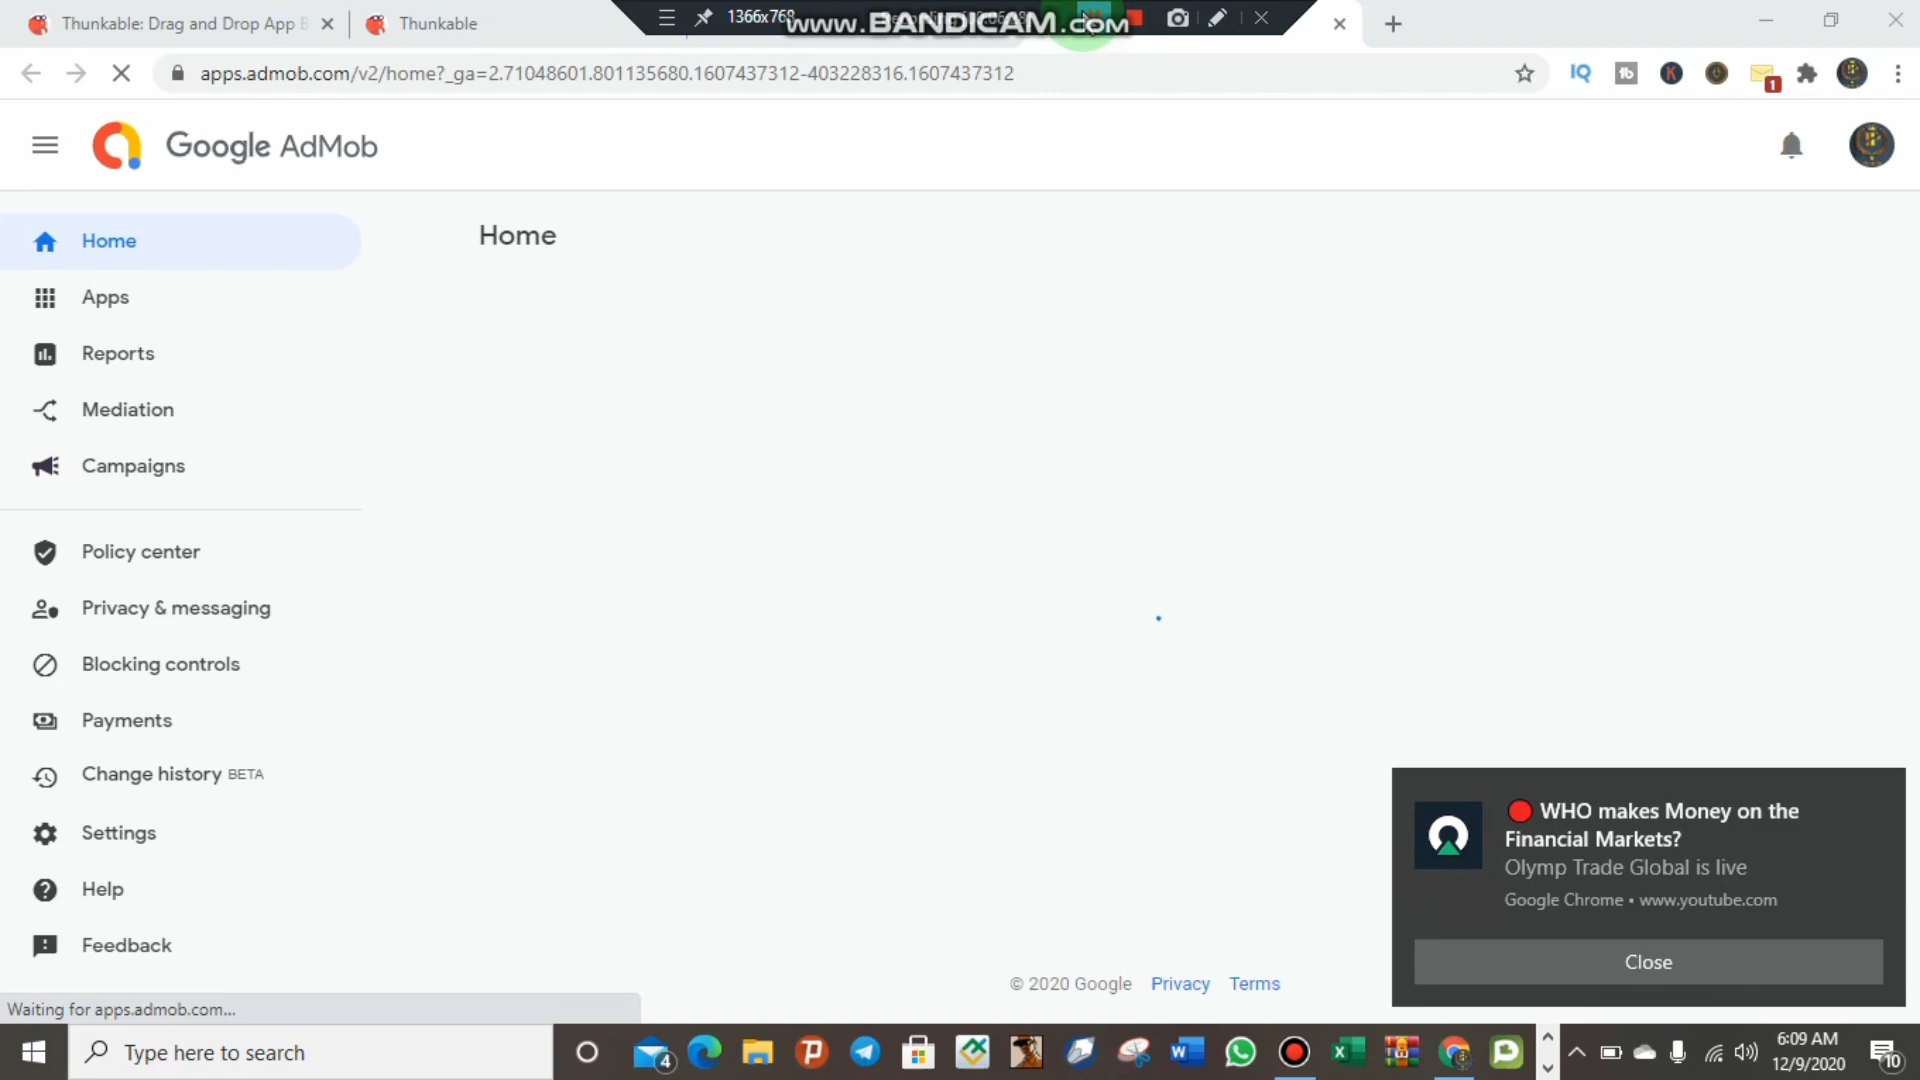 Thunkable: Drag and Drop App B
Thunkable
1366x768
www.BANDICAM.com
apps.admob.com/v2/home?_ga=2.71048601.801135680.1607437312-403228316.1607437312
IQ
tb
K
1
Google AdMob
Home
Apps
Reports
Mediation
Campaigns
Policy center
Privacy & messaging
Blocking controls
Payments
Change history BETA
Settings
Help
Feedback
Home
WHO makes Money on the
Financial Markets?
Olymp Trade Global is live
Google Chrome • www.youtube.com
Close
© 2020 Google Privacy Terms
Waiting for apps.admob.com...
Type here to search
4
6:09 AM
12/9/2020
10